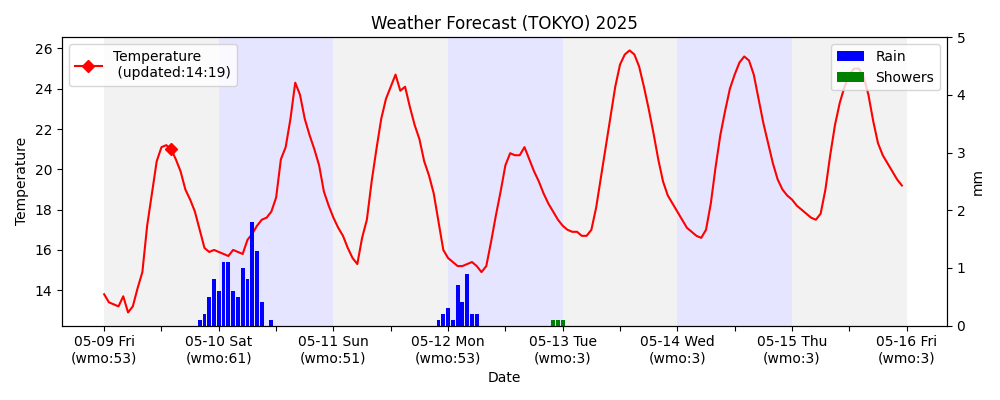 Weather Forecast (TOKYO) 2025
Temperature
(updated:14:19)
Rain
Showers
Temperature
26
24
22
20
18
16
14
5
4
3
2
1
0
mm
05-09 Fri
(wmo:53)
05-10 Sat
(wmo:61)
05-11 Sun
(wmo:51)
05-12 Mon
(wmo:53)
05-13 Tue
(wmo:3)
05-14 Wed
(wmo:3)
05-15 Thu
(wmo:3)
05-16 Fri
(wmo:3)
Date